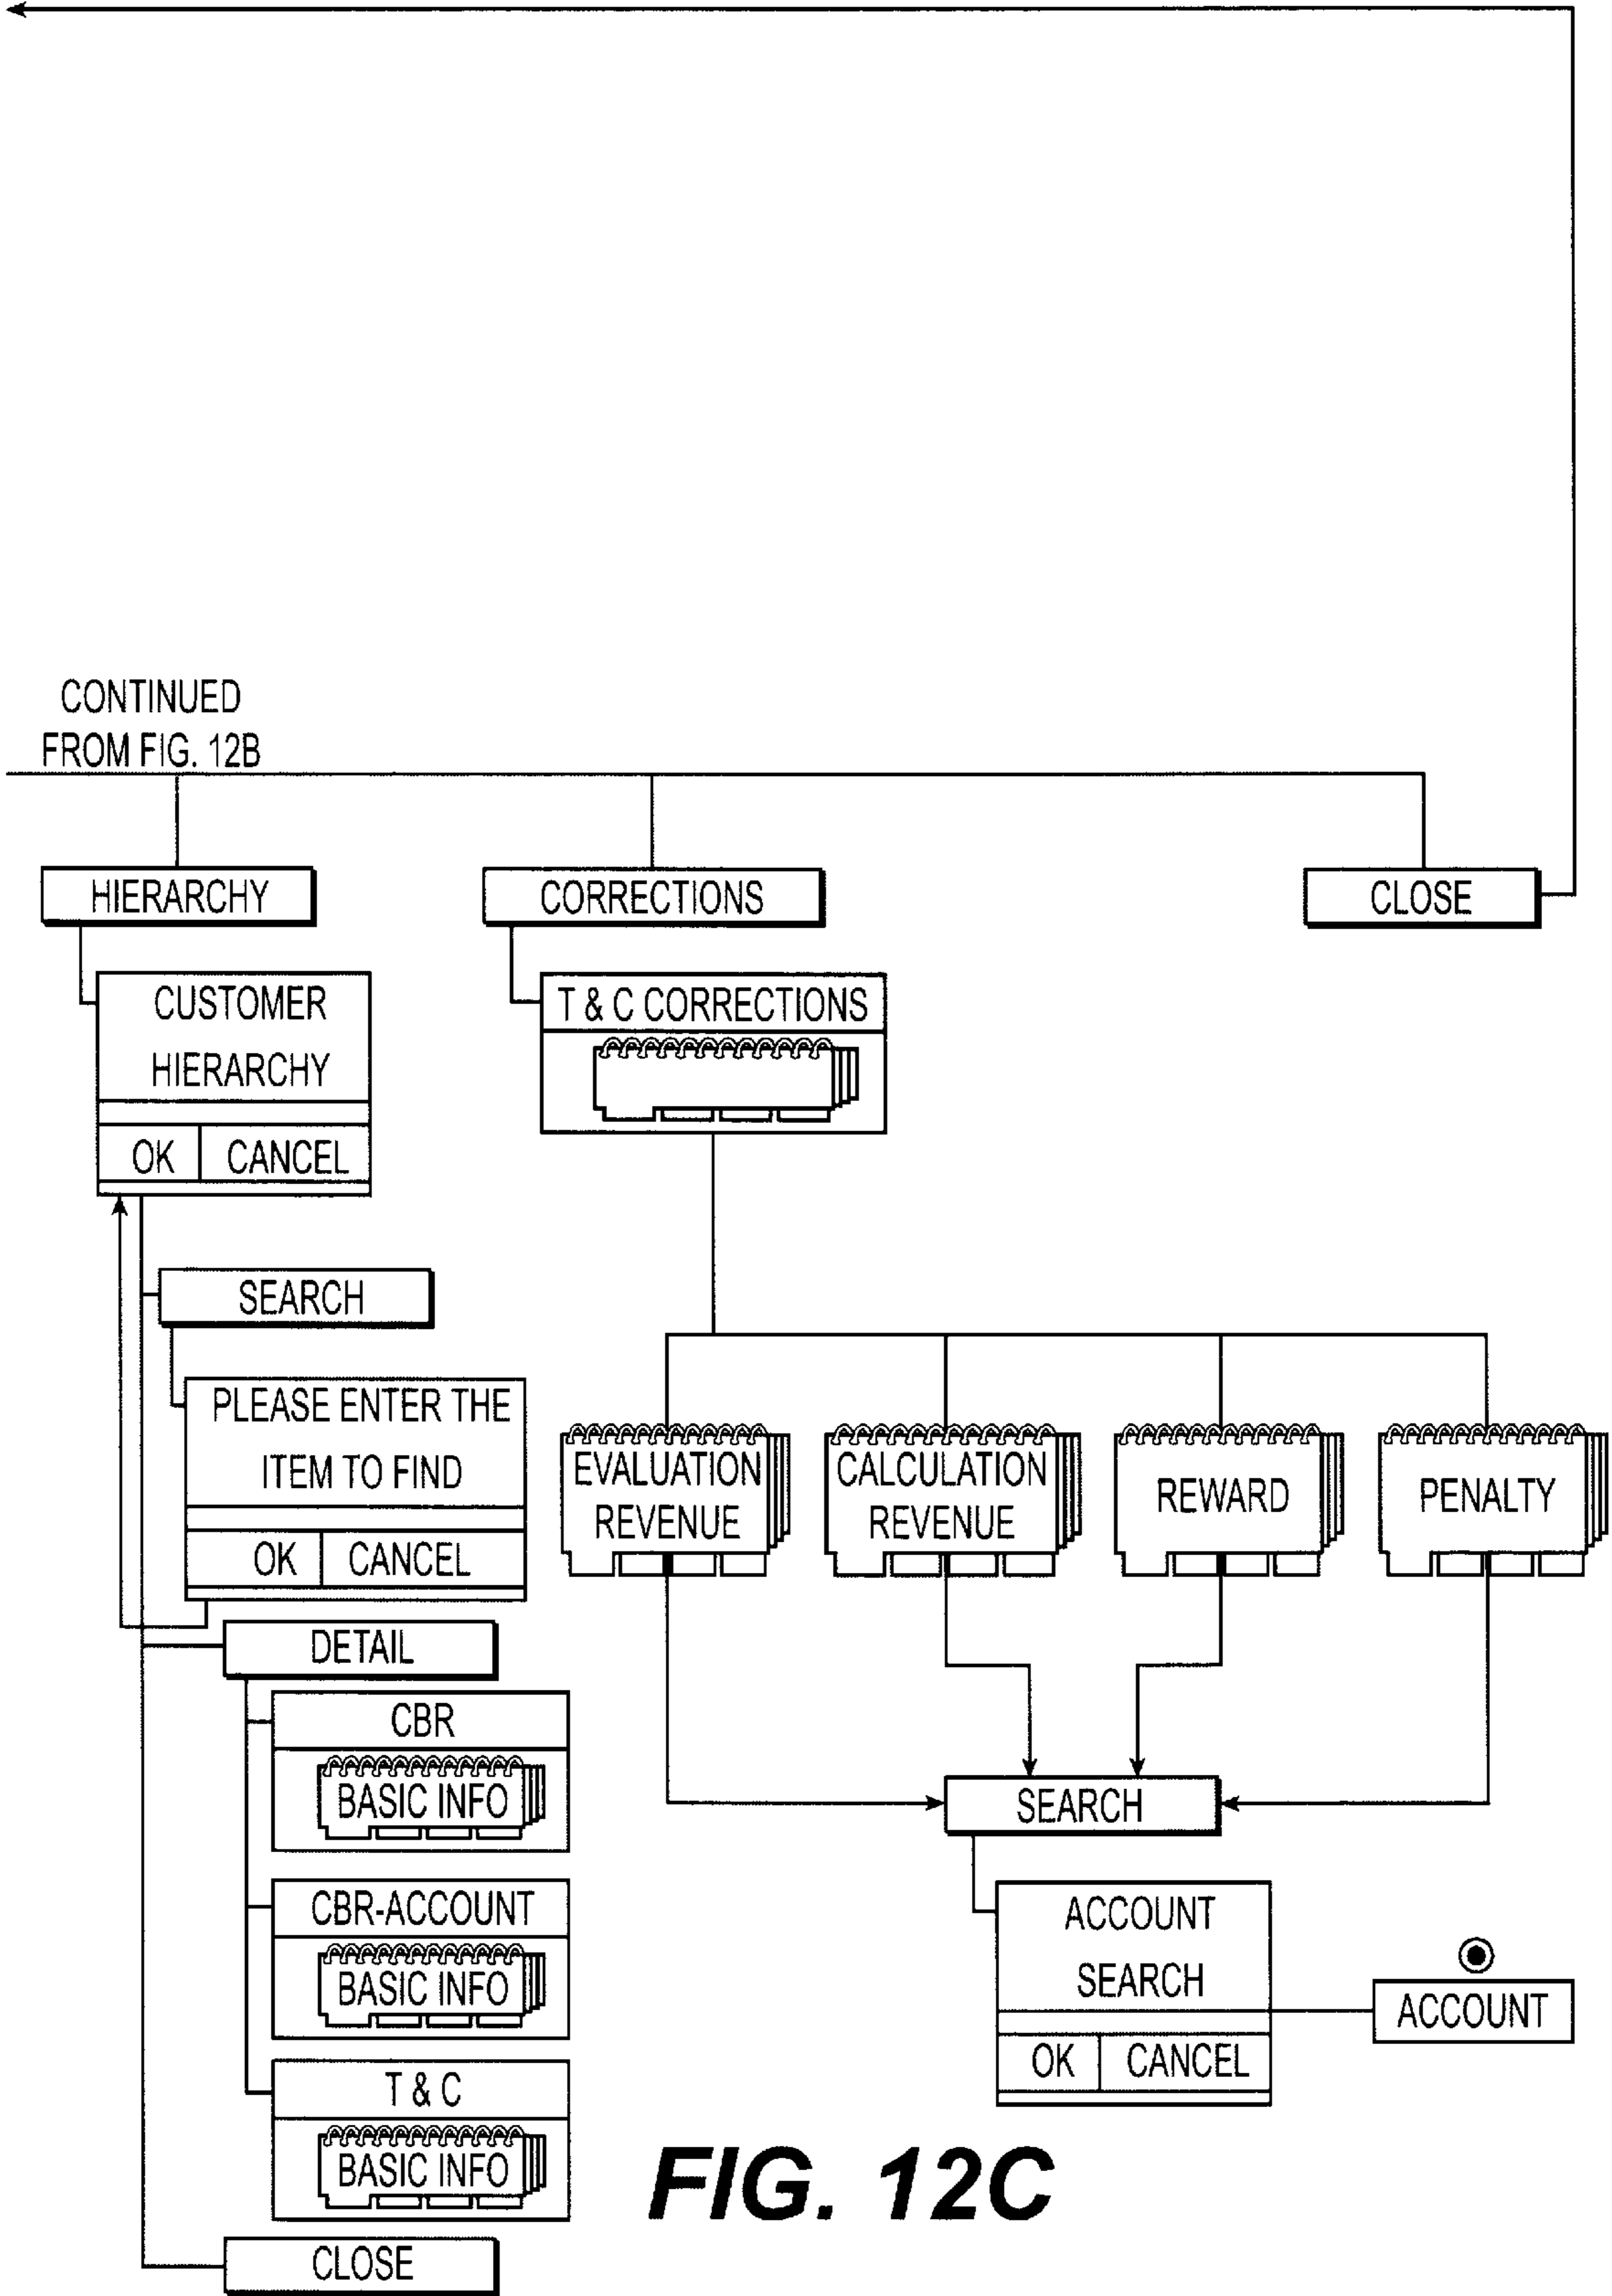 CONTINUED
FROM FIG. 12B
HIERARCHY
CORRECTIONS
CLOSE
CUSTOMER
HIERARCHY
OK CANCEL
T & C CORRECTIONS
SEARCH
PLEASE ENTER THE
ITEM TO FIND
OK CANCEL
EVALUATION
REVENUE
CALCULATION
REVENUE
REWARD
PENALTY
DETAIL
CBR
BASIC INFO
CBR-ACCOUNT
BASIC INFO
T & C
BASIC INFO
CLOSE
SEARCH
ACCOUNT
SEARCH
OK CANCEL
ACCOUNT
FIG. 12C